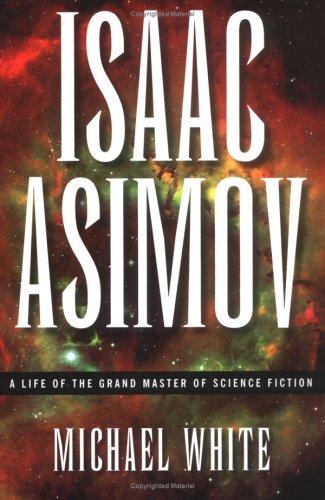 ISAAC
ASIMOV
A LIFE OF THE GRAND MASTER OF SCIENCE FICTION
MICHAEL WHITE